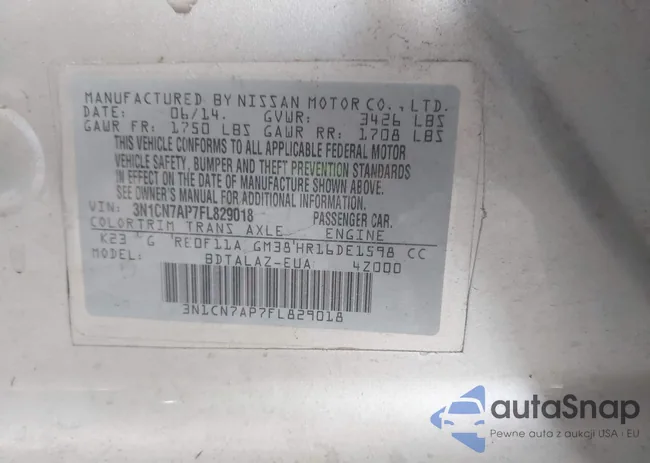 MANUFACTURED BY NISSAN MOTOR CO., LTD.
DATE: 06/14. GVWR: 3426 LBS
GAWR FR: 1750 LBS GAWR RR: 1708 LBS
THIS VEHICLE CONFORMS TO ALL APPLICABLE FEDERAL MOTOR
VEHICLE SAFETY, BUMPER AND THEFT PREVENTION STANDARDS
IN EFFECT ON THE DATE OF MANUFACTURE SHOWN ABOVE.
SEE OWNER'S MANUAL FOR ADDITIONAL INFORMATION.
VIN: 3N1CN7AP7FL829018 PASSENGER CAR.
COLORTRIM TRANS AXLE ENGINE
K23 G RE0F11A GM38 HR16DE1598 CC
MODEL: BDTALAZ-EUA 4Z000
3N1CN7AP7FL829018
autaSnap
Pewne auta z aukcji USA · EU